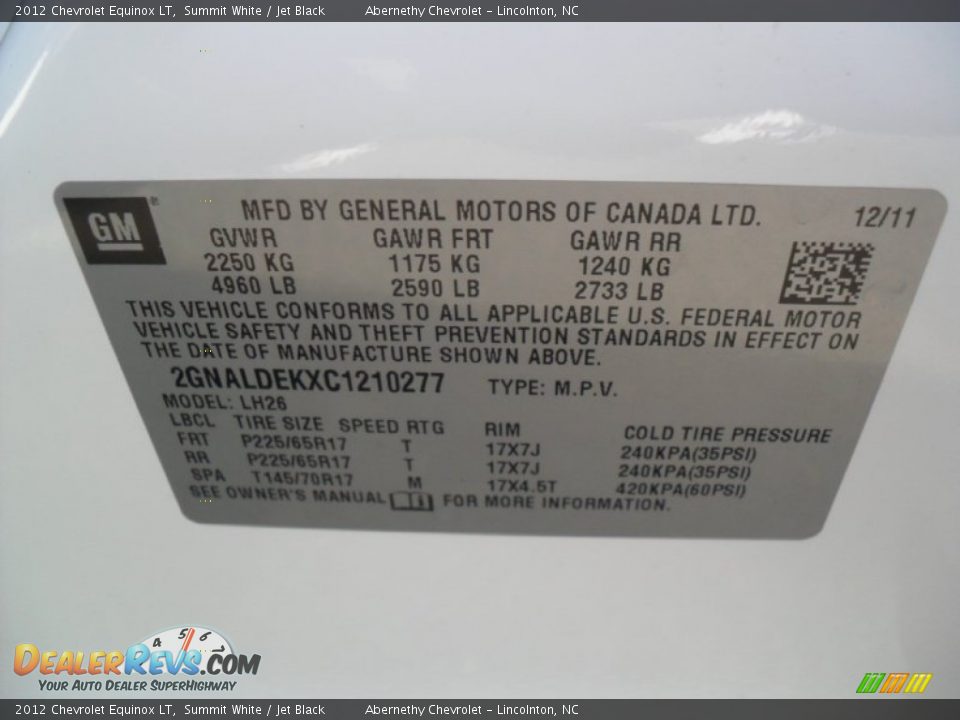 2012 Chevrolet Equinox LT, Summit White / Jet Black Abernethy Chevrolet - Lincolnton, NC
GM®
MFD BY GENERAL MOTORS OF CANADA LTD. 12/11
GVWR GAWR FRT GAWR RR
2250 KG 1175 KG 1240 KG
4960 LB 2590 LB 2733 LB
THIS VEHICLE CONFORMS TO ALL APPLICABLE U.S. FEDERAL MOTOR
VEHICLE SAFETY AND THEFT PREVENTION STANDARDS IN EFFECT ON
THE DATE OF MANUFACTURE SHOWN ABOVE.
2GNALDEKXC1210277 TYPE: M.P.V.
MODEL: LH26
LBCL TIRE SIZE SPEED RTG RIM COLD TIRE PRESSURE
FRT P225/65R17 T 17X7J 240KPA(35PSI)
RR P225/65R17 T 17X7J 240KPA(35PSI)
SPA T145/70R17 M 17X4.5T 420KPA(60PSI)
SEE OWNER'S MANUAL FOR MORE INFORMATION.
4 5 6
DEALERREVS.COM
YOUR AUTO DEALER SUPERHIGHWAY
2012 Chevrolet Equinox LT, Summit White / Jet Black Abernethy Chevrolet - Lincolnton, NC